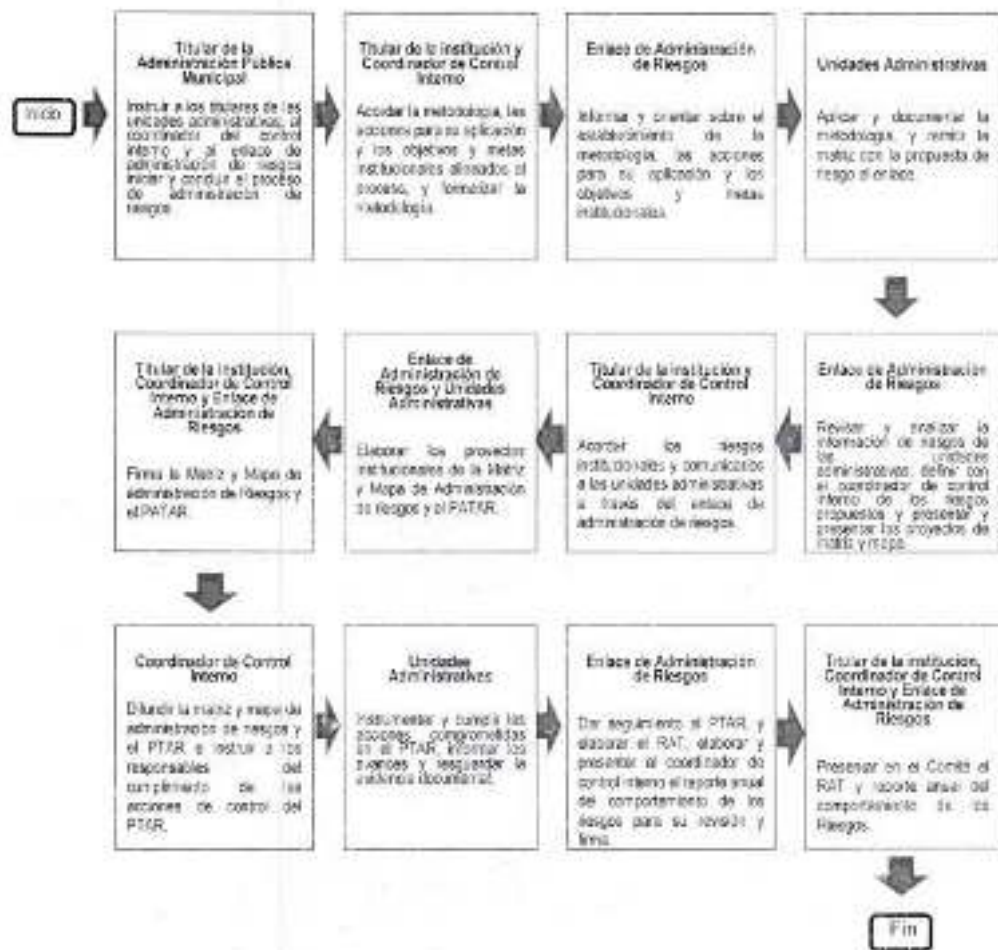 Inicio
Titular de la
Administración Pública
Municipal
Instruir a los titulares de las
unidades administrativas, al
coordinador del control
interno y al enlace de
administración de riesgos
iniciar y concluir el proceso
de administración de
riesgos.
Titular de la institución y
Coordinador de Control
Interno
Acordar la metodología, las
acciones para su aplicación
y los objetivos y metas
institucionales alineados al
proceso, y formalizar la
metodología.
Enlace de Administración
de Riesgos
Informar y orientar sobre el
establecimiento de la
metodología, las acciones
para su aplicación y los
objetivos y metas
institucionales.
Unidades Administrativas
Aplicar y documentar la
metodología, y remitir la
matriz con la propuesta de
riesgo al enlace.
Enlace de Administración
de Riesgos
Revisar y analizar la
información de riesgos de
las unidades
administrativas, definir con
el coordinador de control
interno de los riesgos
propuestos y presentar y
presentar los proyectos de
matriz y mapa.
Titular de la institución y
Coordinador de Control
Interno
Acordar los riesgos
institucionales y comunicarlos
a las unidades administrativas
a través del enlace de
administración de riesgos.
Enlace de
Administración de
Riesgos y Unidades
Administrativas
Elaborar los proyectos
institucionales de la Matriz
y Mapa de Administración
de riesgos y el PATAR.
Titular de la Institución,
Coordinador de Control
Interno y Enlace de
Administración de
Riesgos
Firma la Matriz y Mapa de
administración de Riesgos y
el PATAR.
Coordinador de Control
Interno
Difundir la matriz y mapa de
administración de riesgos y
el PTAR e instruir a los
responsables del
cumplimiento de las
acciones de control del
PTAR.
Unidades
Administrativas
Instrumentar y cumplir las
acciones comprometidas
en el PTAR, informar los
avances y resguardar la
evidencia documental.
Enlace de Administración
de Riesgos
Dar seguimiento al PTAR, y
elaborar el RAT, elaborar y
presentar al coordinador de
control interno el reporte anual
del comportamiento de los
riesgos para su revisión y
firma.
Titular de la institución,
Coordinador de Control
Interno y Enlace de
Administración de
Riesgos
Presentar en el Comité el
RAT y reporte anual del
comportamiento de los
Riesgos.
Fin